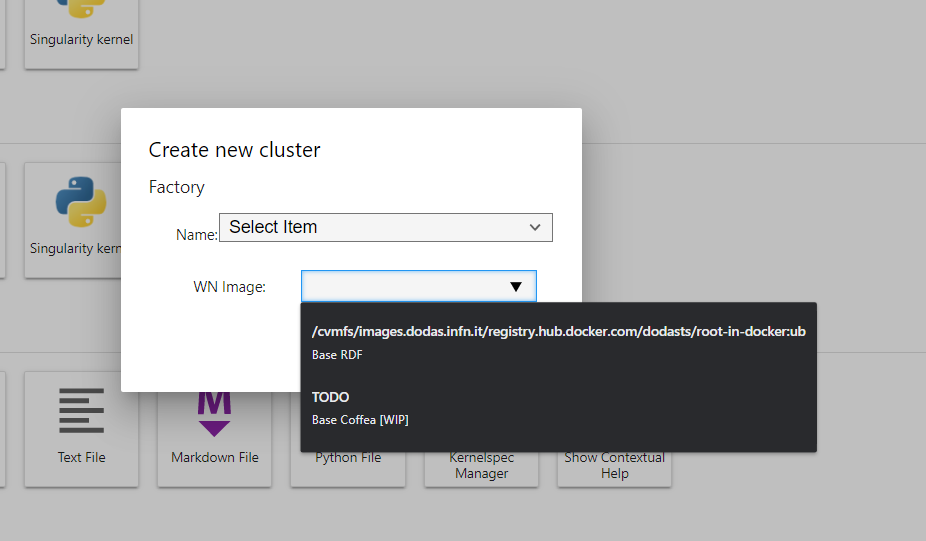 Singularity kernel
Create new cluster
Factory
Name:
Select Item
Singularity kern
WN Image:
/cvmfs/images.dodas.infn.it/registry.hub.docker.com/dodasts/root-in-docker:ub
Base RDF
TODO
Base Coffea [WIP]
Text File
Markdown File
Python File
Kernelspec
Manager
Show Contextual
Help